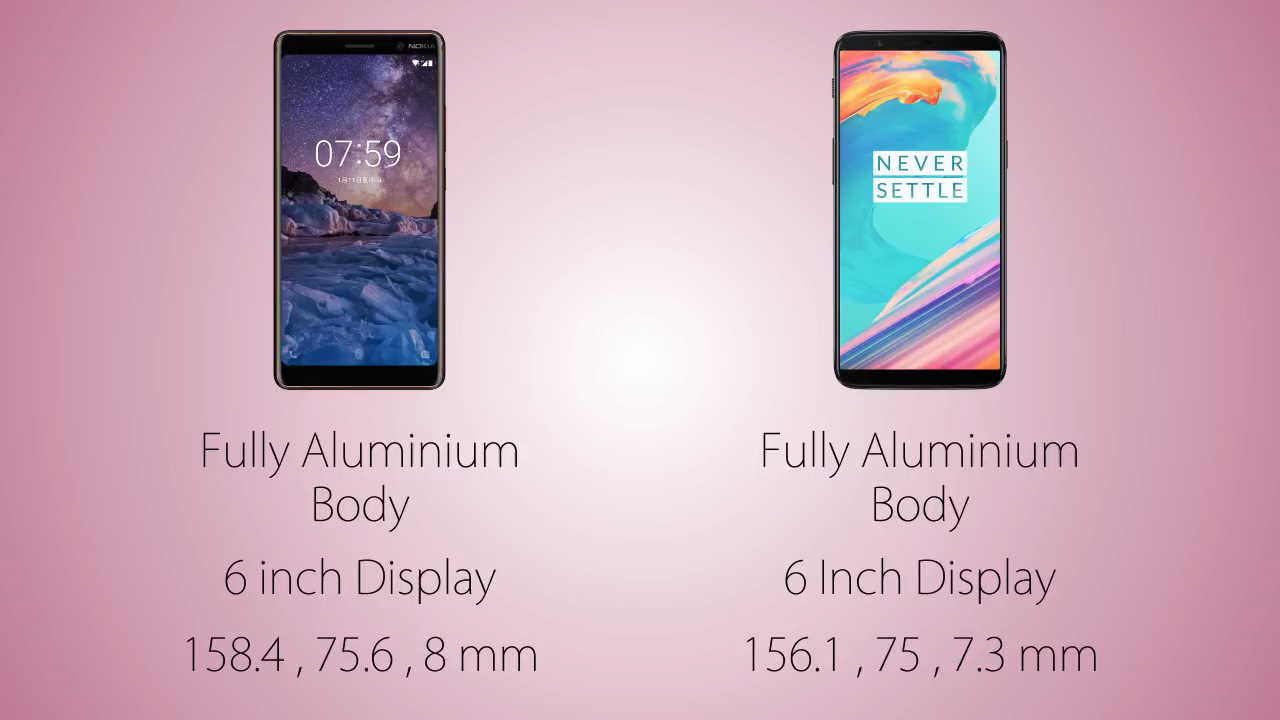 NOKIA
07:59
NEVER
SETTLE
Fully Aluminium
Body
6 inch Display
158.4 , 75.6 , 8 mm
Fully Aluminium
Body
6 Inch Display
156.1 , 75 , 7.3 mm